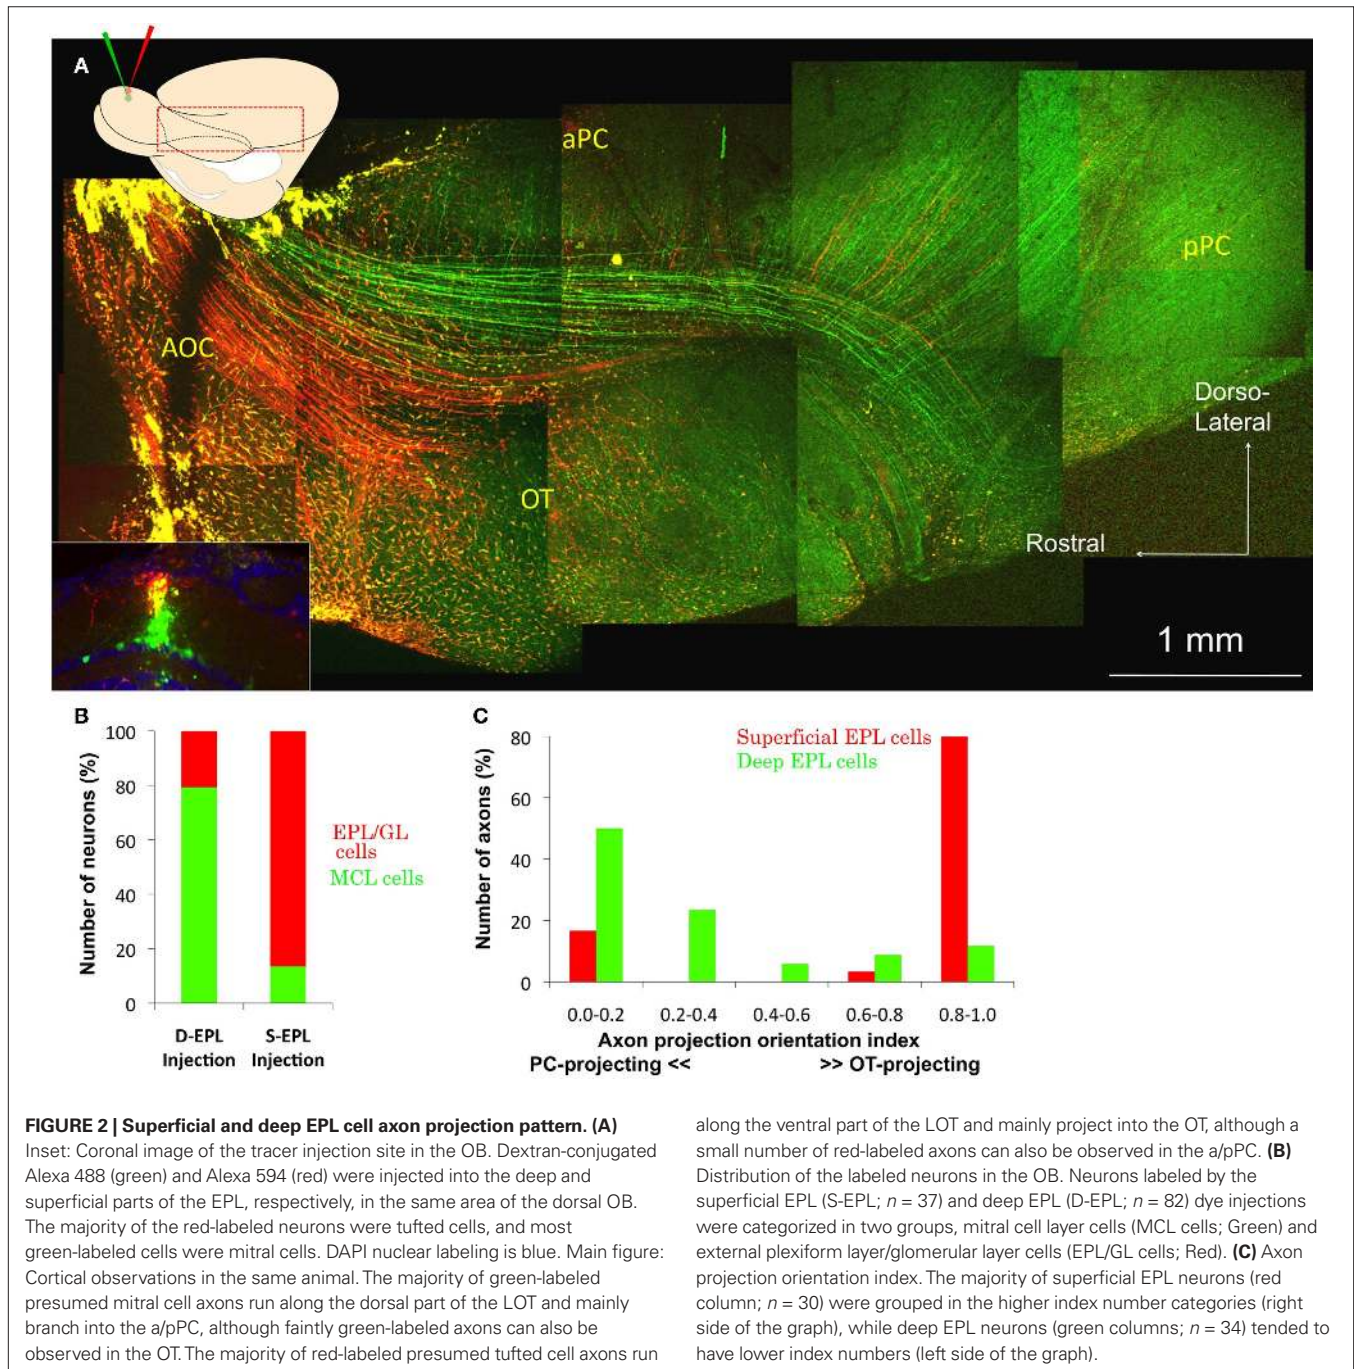 A
aPC
pPC
AOC
OT
Dorso-
Lateral
Rostral
1 mm
B
Number of neurons (%)
100
80
60
40
20
0
D-EPL
Injection
S-EPL
Injection
EPL/GL
cells
MCL cells
C
Number of axons (%)
80
60
40
20
0
Superficial EPL cells
Deep EPL cells
0.0-0.2 0.2-0.4 0.4-0.6 0.6-0.8 0.8-1.0
Axon projection orientation index
PC-projecting << >> OT-projecting
FIGURE 2 | Superficial and deep EPL cell axon projection pattern. (A)
Inset: Coronal image of the tracer injection site in the OB. Dextran-conjugated
Alexa 488 (green) and Alexa 594 (red) were injected into the deep and
superficial parts of the EPL, respectively, in the same area of the dorsal OB.
The majority of the red-labeled neurons were tufted cells, and most
green-labeled cells were mitral cells. DAPI nuclear labeling is blue. Main figure:
Cortical observations in the same animal. The majority of green-labeled
presumed mitral cell axons run along the dorsal part of the LOT and mainly
branch into the a/pPC, although faintly green-labeled axons can also be
observed in the OT. The majority of red-labeled presumed tufted cell axons run
along the ventral part of the LOT and mainly project into the OT, although a
small number of red-labeled axons can also be observed in the a/pPC. (B)
Distribution of the labeled neurons in the OB. Neurons labeled by the
superficial EPL (S-EPL; n = 37) and deep EPL (D-EPL; n = 82) dye injections
were categorized in two groups, mitral cell layer cells (MCL cells; Green) and
external plexiform layer/glomerular layer cells (EPL/GL cells; Red). (C) Axon
projection orientation index. The majority of superficial EPL neurons (red
column; n = 30) were grouped in the higher index number categories (right
side of the graph), while deep EPL neurons (green columns; n = 34) tended to
have lower index numbers (left side of the graph).